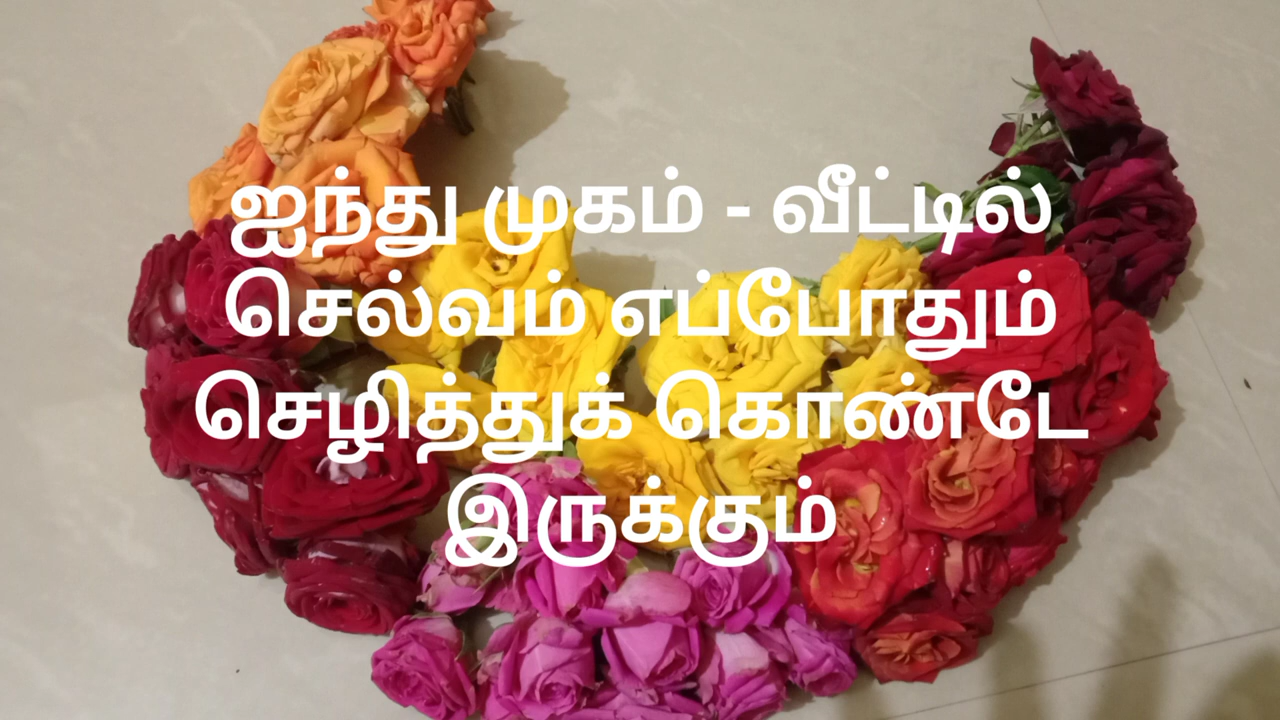 ஐந்து முகம் - வீட்டில்
செல்வம் எப்போதும்
செழித்துக் கொண்டே
இருக்கும்